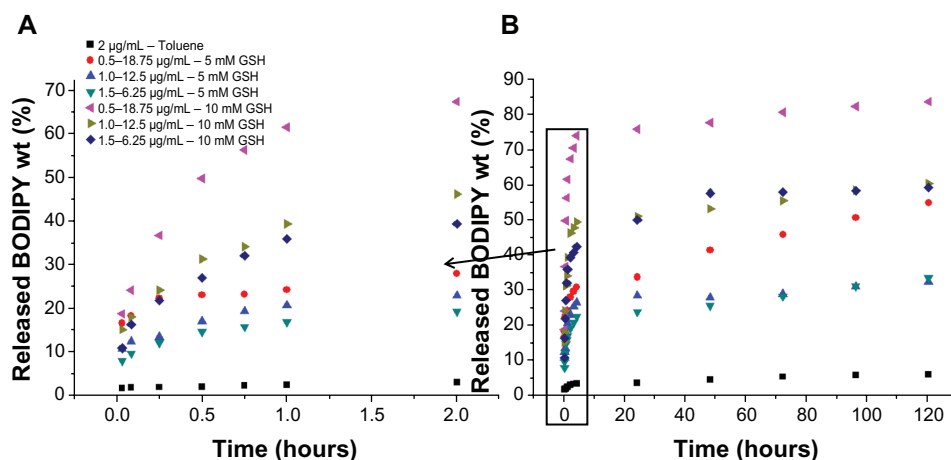 A
2 µg/mL – Toluene
0.5–18.75 µg/mL – 5 mM GSH
1.0–12.5 µg/mL – 5 mM GSH
1.5–6.25 µg/mL – 5 mM GSH
0.5–18.75 µg/mL – 10 mM GSH
1.0–12.5 µg/mL – 10 mM GSH
1.5–6.25 µg/mL – 10 mM GSH
Released BODIPY wt (%)
70
60
50
40
30
20
10
0
0.0 0.5 1.0 1.5 2.0
Time (hours)
B
Released BODIPY wt (%)
90
80
70
60
50
40
30
20
10
0
0 20 40 60 80 100 120
Time (hours)